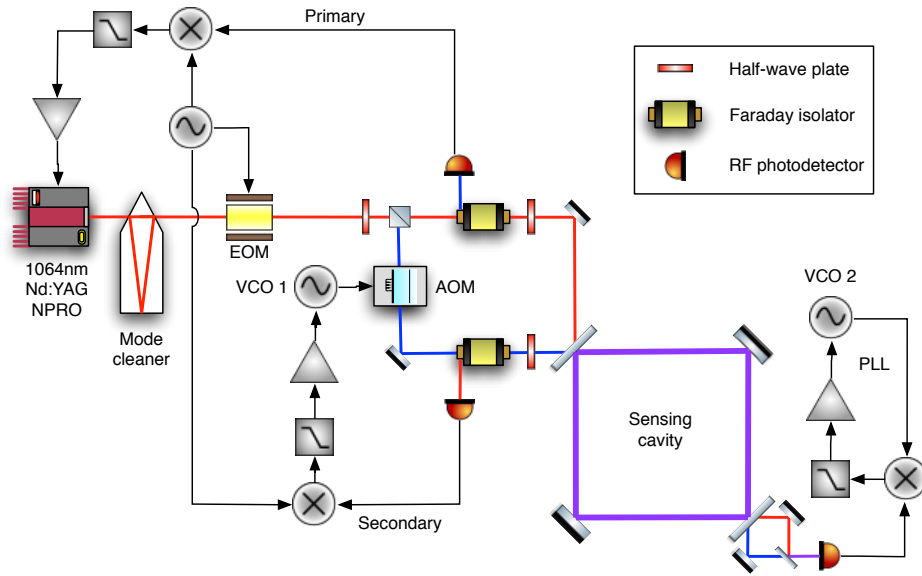 Primary
Half-wave plate
Faraday isolator
RF photodetector
EOM
1064nm
Nd:YAG
NPRO
Mode
cleaner
VCO 1
AOM
VCO 2
PLL
Sensing
cavity
Secondary